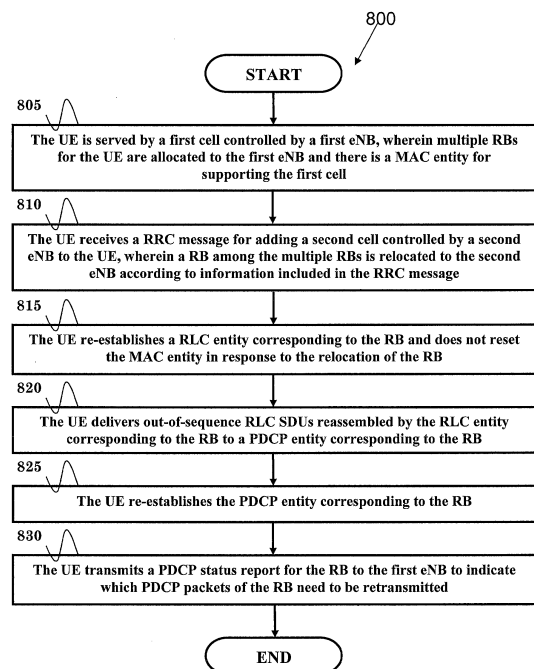 800
START
805
The UE is served by a first cell controlled by a first eNB, wherein multiple RBs
for the UE are allocated to the first eNB and there is a MAC entity for
supporting the first cell
810
The UE receives a RRC message for adding a second cell controlled by a second
eNB to the UE, wherein a RB among the multiple RBs is relocated to the second
eNB according to information included in the RRC message
815
The UE re-establishes a RLC entity corresponding to the RB and does not reset
the MAC entity in response to the relocation of the RB
820
The UE delivers out-of-sequence RLC SDUs reassembled by the RLC entity
corresponding to the RB to a PDCP entity corresponding to the RB
825
The UE re-establishes the PDCP entity corresponding to the RB
830
The UE transmits a PDCP status report for the RB to the first eNB to indicate
which PDCP packets of the RB need to be retransmitted
END